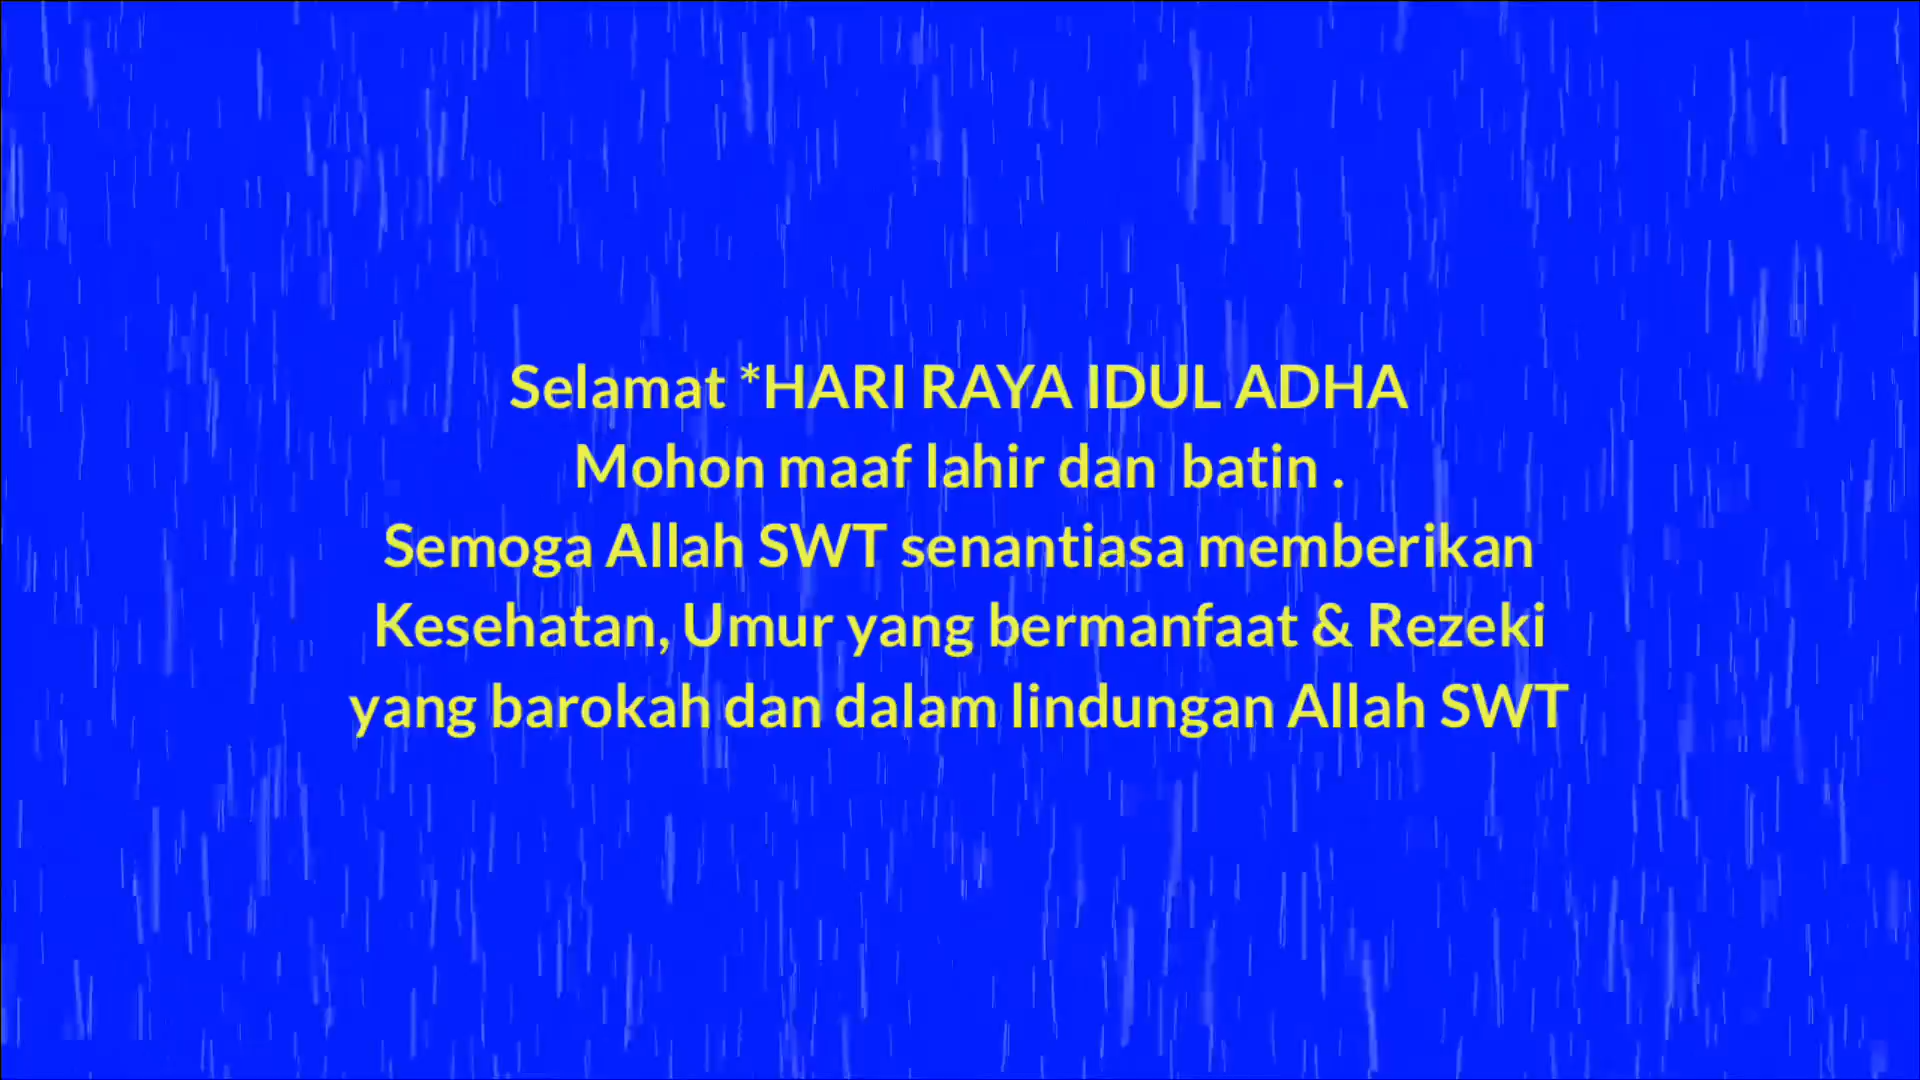 Selamat *HARI RAYA IDUL ADHA
Mohon maaf lahir dan  batin .
Semoga Allah SWT senantiasa memberikan
Kesehatan, Umur yang bermanfaat & Rezeki
yang barokah dan dalam lindungan Allah SWT